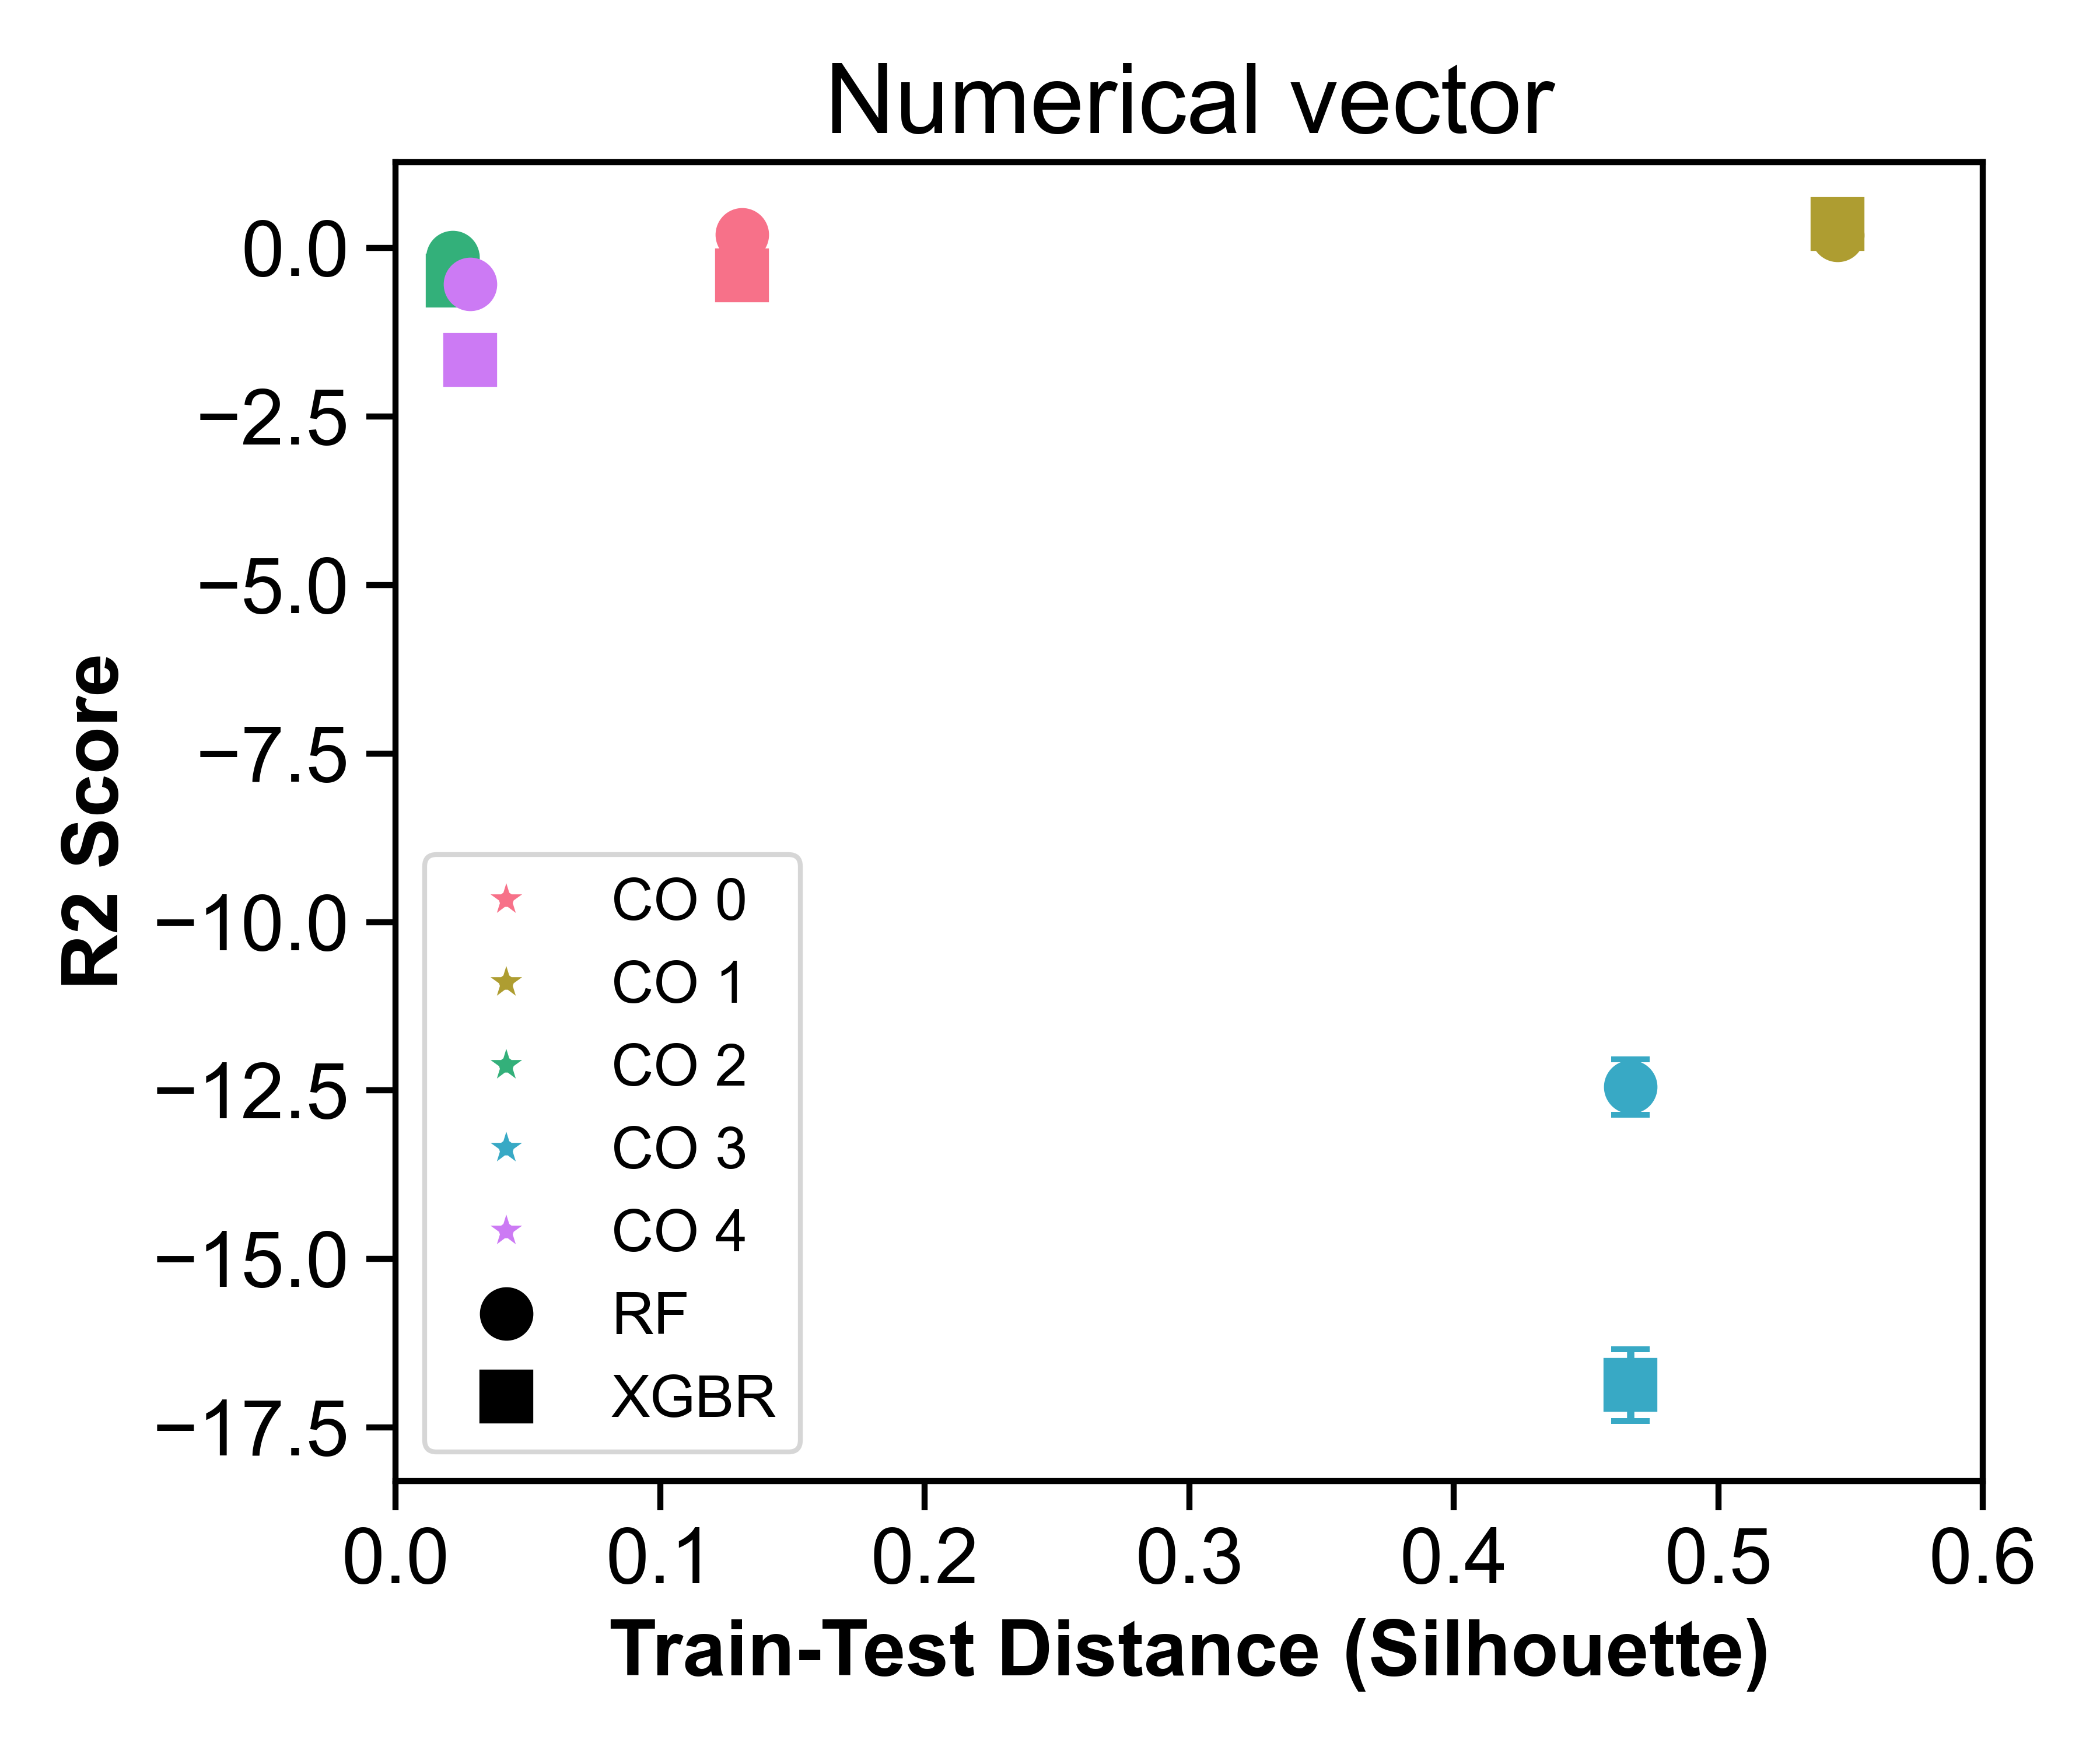 Numerical vector
R2 Score
0.0
−2.5
−5.0
−7.5
−10.0
−12.5
−15.0
−17.5
CO 0
CO 1
CO 2
CO 3
CO 4
RF
XGBR
0.0 0.1 0.2 0.3 0.4 0.5 0.6
Train-Test Distance (Silhouette)